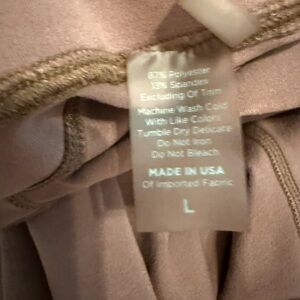 87% Polyester
13% Spandex
Excluding Of Trim
Machine Wash Cold
With Like Colors
Tumble Dry Delicate
Do Not Iron
Do Not Bleach
MADE IN USA
Of Imported Fabric
L